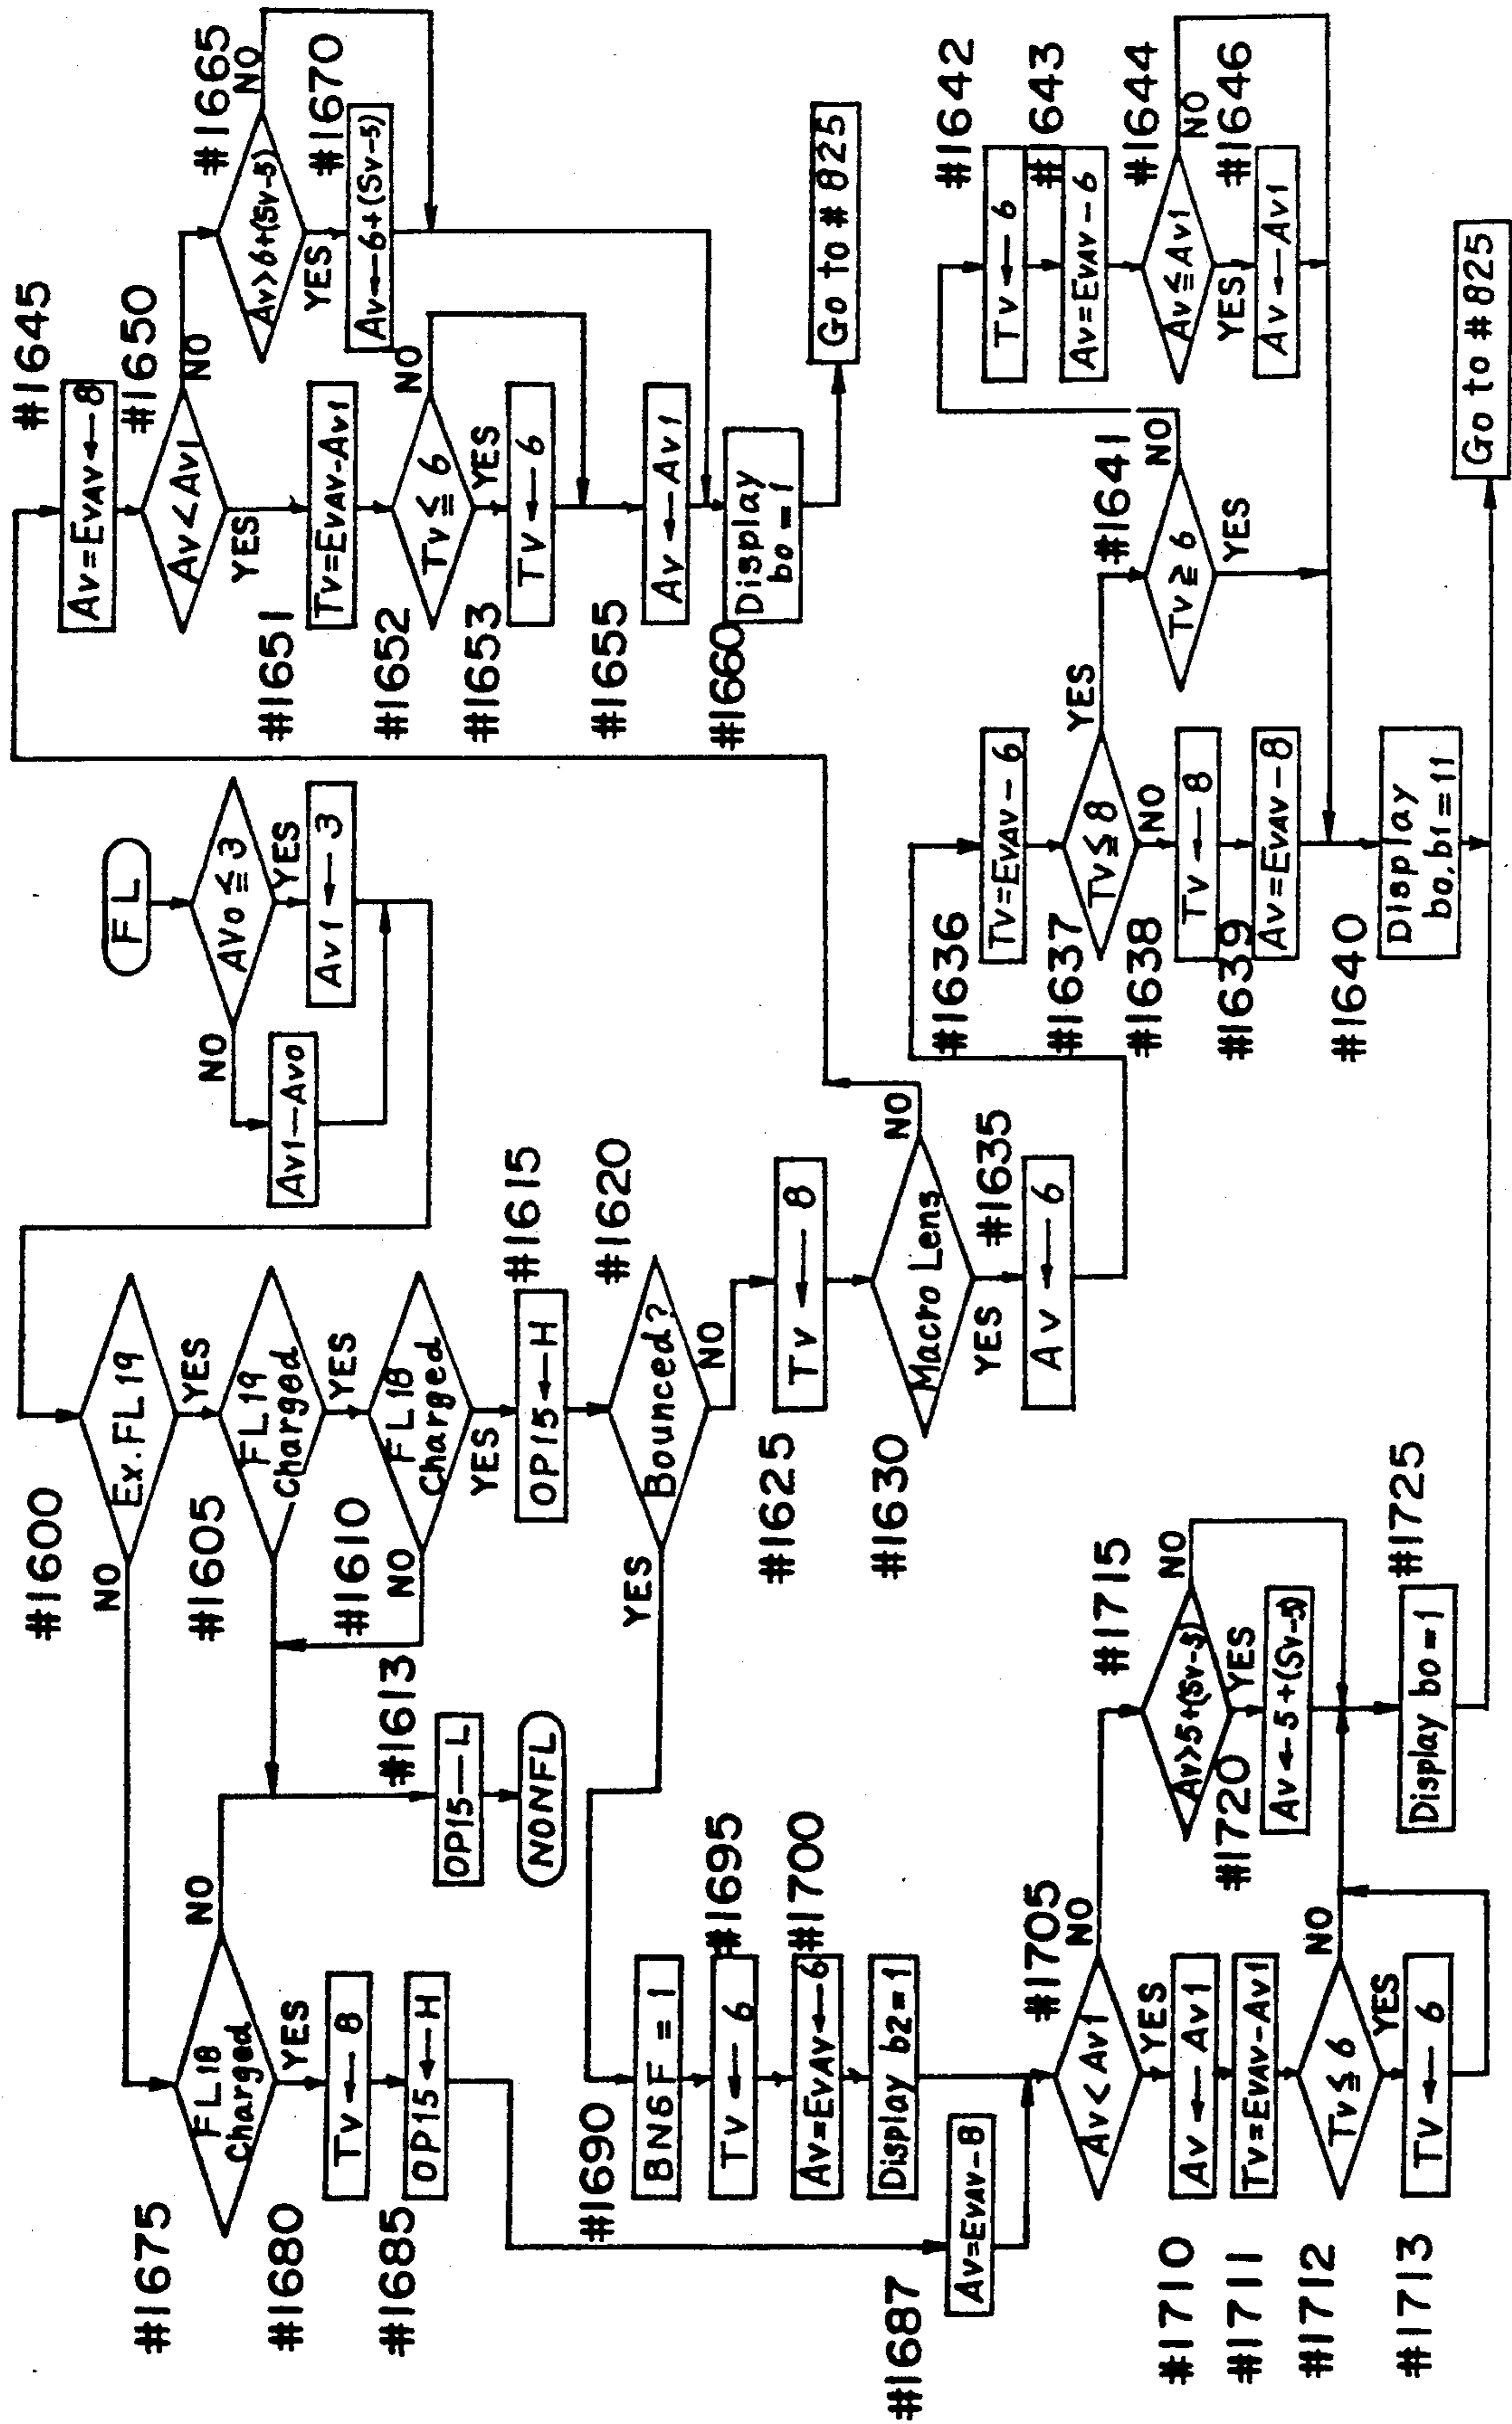 FL
AVo ≦ 3
NO
YES
Av1—Avo
Av1 ← 3
#1600
Ex.FL19
NO
YES
#1605
FL19
Charged
YES
#1610
FL18
Charged
NO
YES
#1613
OP15—L
NONFL
#1615
OP15←H
#1620
Bounced?
YES
NO
#1625
Tv ← 8
#1630
Macro Lens
NO
YES
#1635
Av ← 6
#1636
TV=EVAV-6
#1637
TV≦8
YES
NO
#1638
TV ← 8
#1639
Av=EVAV-8
#1640
Display
bo,b1=11
#1641
TV ≧ 6
NO
YES
#1642
TV ← 6
#1643
Av=EVAV-6
#1644
Av≦Av1
NO
YES
#1646
Av ← Av1
Go to #825
#1645
Av=EVAV←8
#1650
Av<Av1
NO
YES
#1651
TV=EVAV-Av1
#1652
TV ≦ 6
NO
YES
#1653
TV ← 6
#1655
Av ← Av1
#1660
Display
bo=1
Go to #825
#1665
Av>6+(Sv-5)
NO
YES
#1670
Av←6+(Sv-5)
#1675
FL18
Charged
NO
YES
#1680
Tv ← 8
#1685
OP15←H
#1687
Av=EVAV-8
#1690
BN6F = 1
#1695
TV ← 6
#1700
Av=EVAV←6
Display b2=1
#1705
Av<Av1
NO
YES
#1710
Av ← Av1
#1711
TV=EVAV-Av1
#1712
TV≦6
NO
YES
#1713
TV ← 6
#1715
Av>5+(Sv-5)
NO
YES
#1720
Av←5+(Sv-5)
#1725
Display bo=1